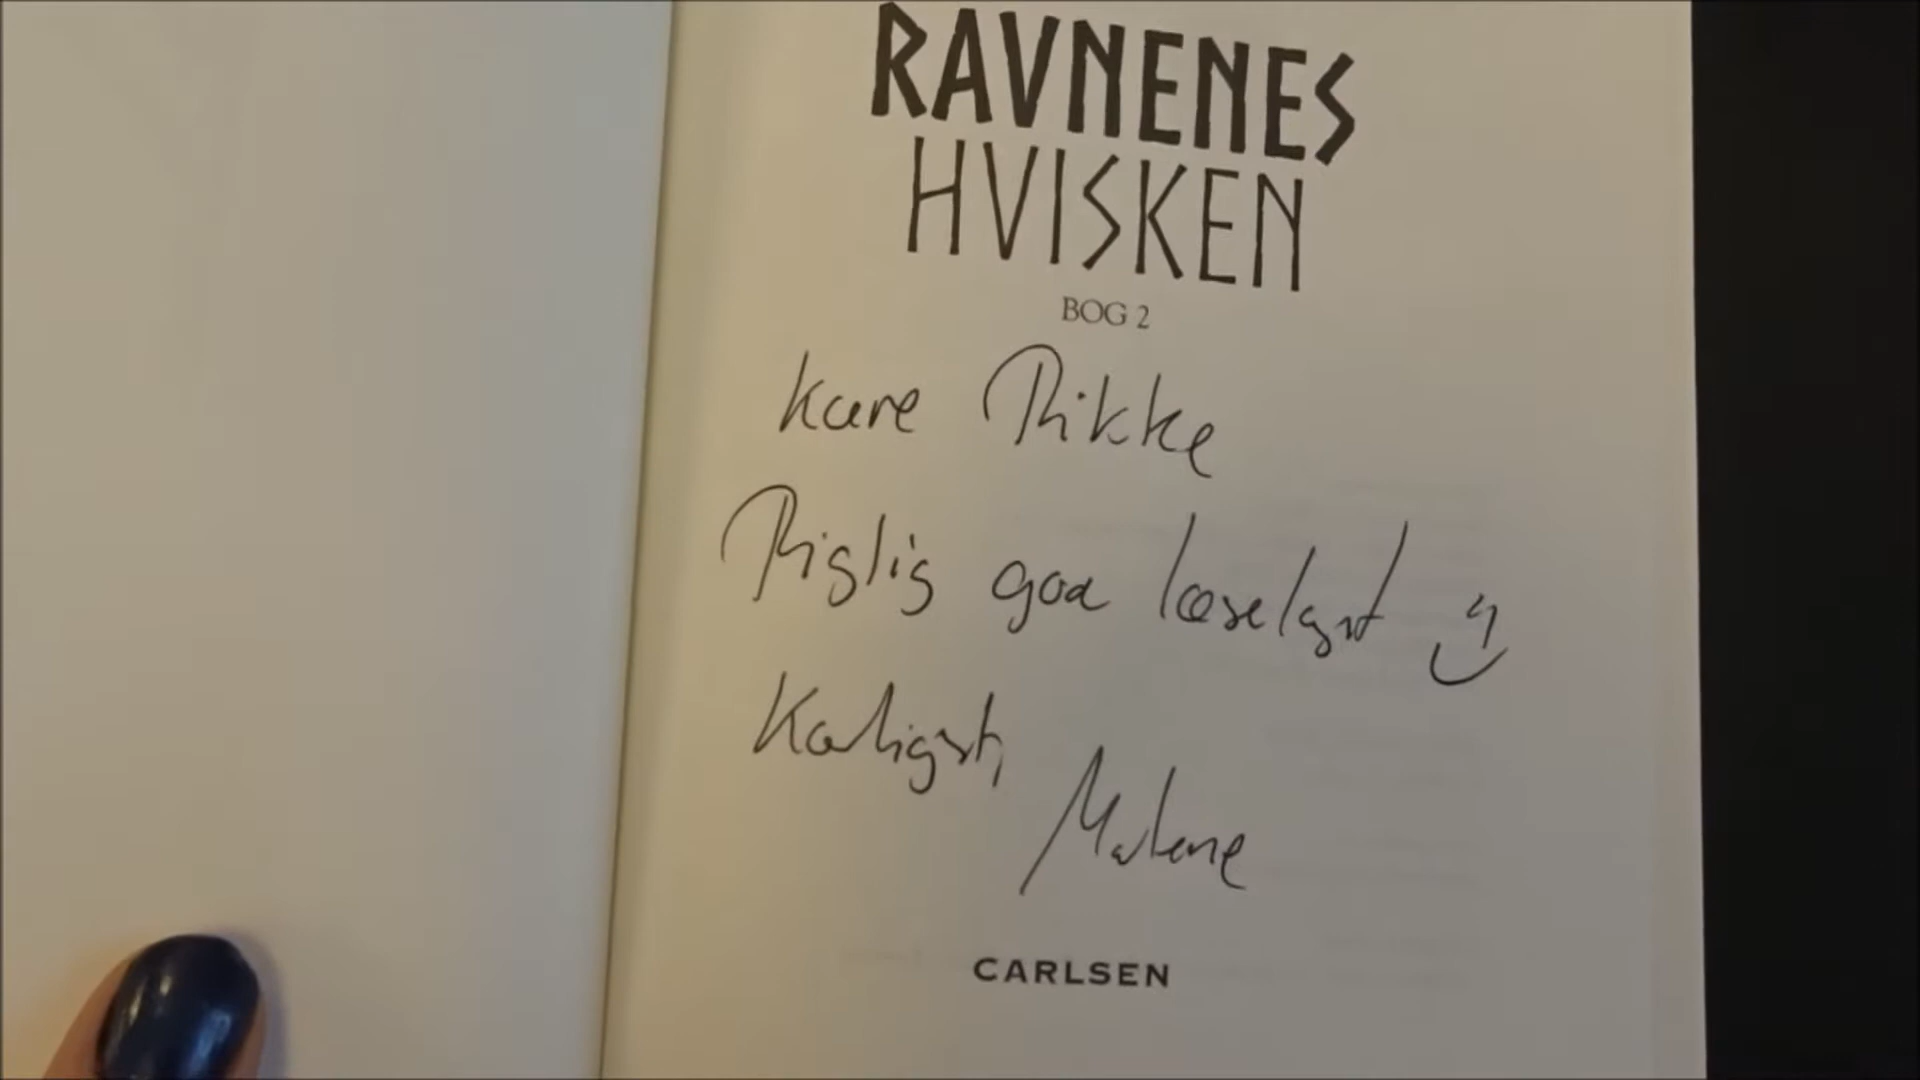 RAVNENES
HVISKEN
BOG 2
Kære Rikke
Rigtig god læselyst
Kærligst,
Malene
CARLSEN